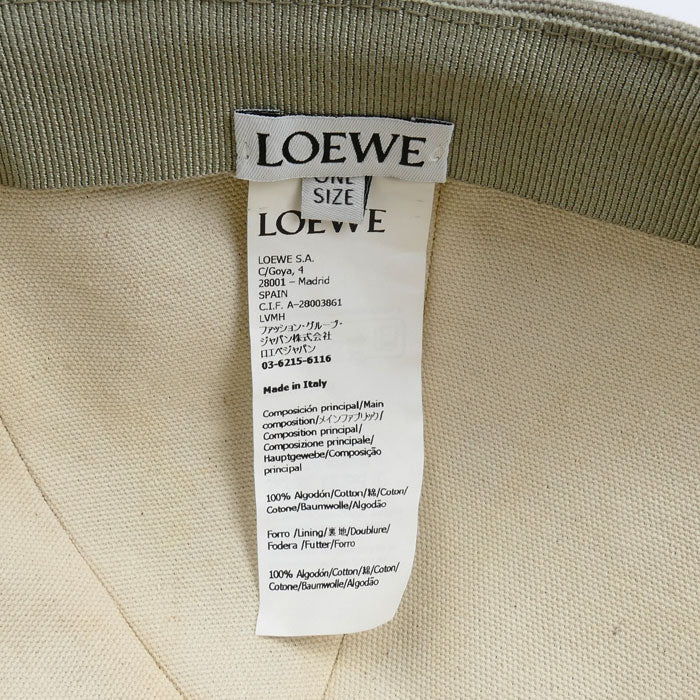 LOEWE
ONE
SIZE
LOEWE
LOEWE S.A.
C/Goya, 4
28001 - Madrid
SPAIN
C.I.F. A-28003861
LVMH
ファッション・グループ・
ジャパン株式会社
ロエベジャパン
03-6215-6116
Made in Italy
Composición principal/Main
composition/メインファブリック/
Composition principal/
Composizione principale/
Hauptgewebe/Composição
principal
100% Algodón/Cotton/綿/Coton/
Cotone/Baumwolle/Algodão
Forro/Lining/裏地/Doublure/
Fodera/Futter/Forro
100% Algodón/Cotton/綿/Coton/
Cotone/Baumwolle/Algodão